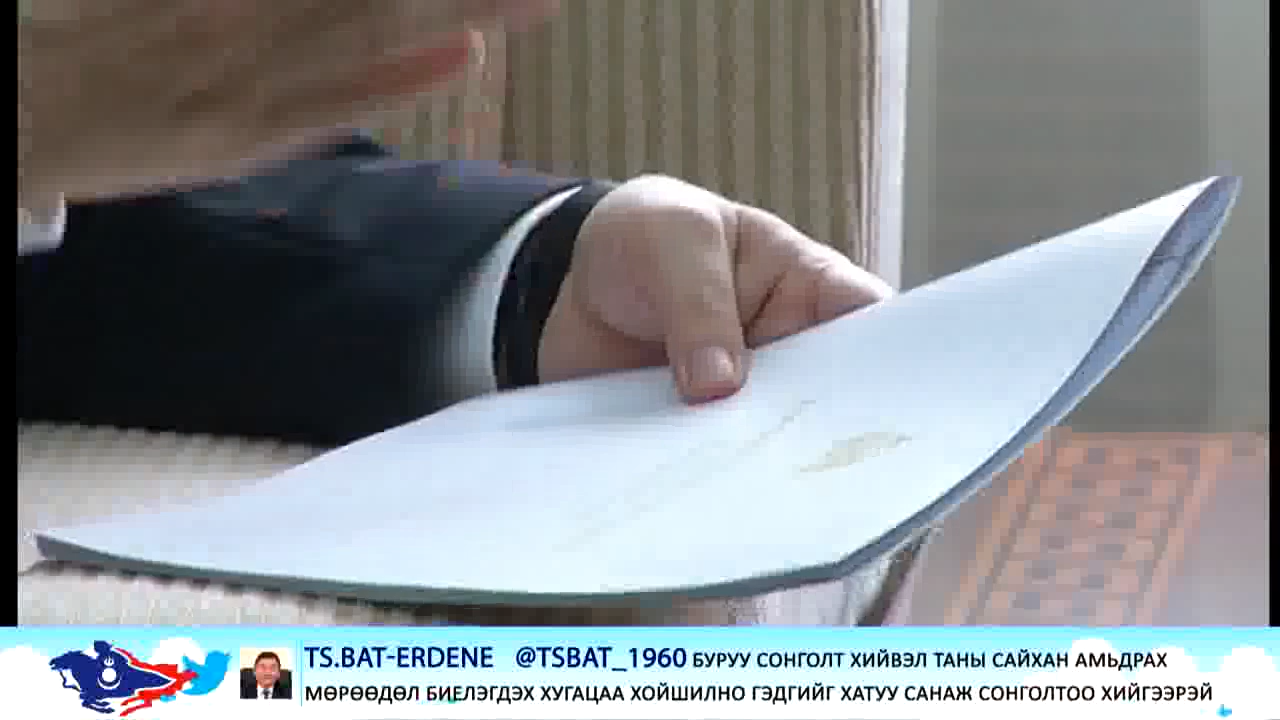 TS.BAT-ERDENE @TSBAT_1960 БУРУУ СОНГОЛТ ХИЙВЭЛ ТАНЫ САЙХАН АМЬДРАХ
МӨРӨӨДӨЛ БИЕЛЭГДЭХ ХУГАЦАА ХОЙШИЛНО ГЭДГИЙГ ХАТУУ САНАЖ СОНГОЛТОО ХИЙГЭЭРЭЙ